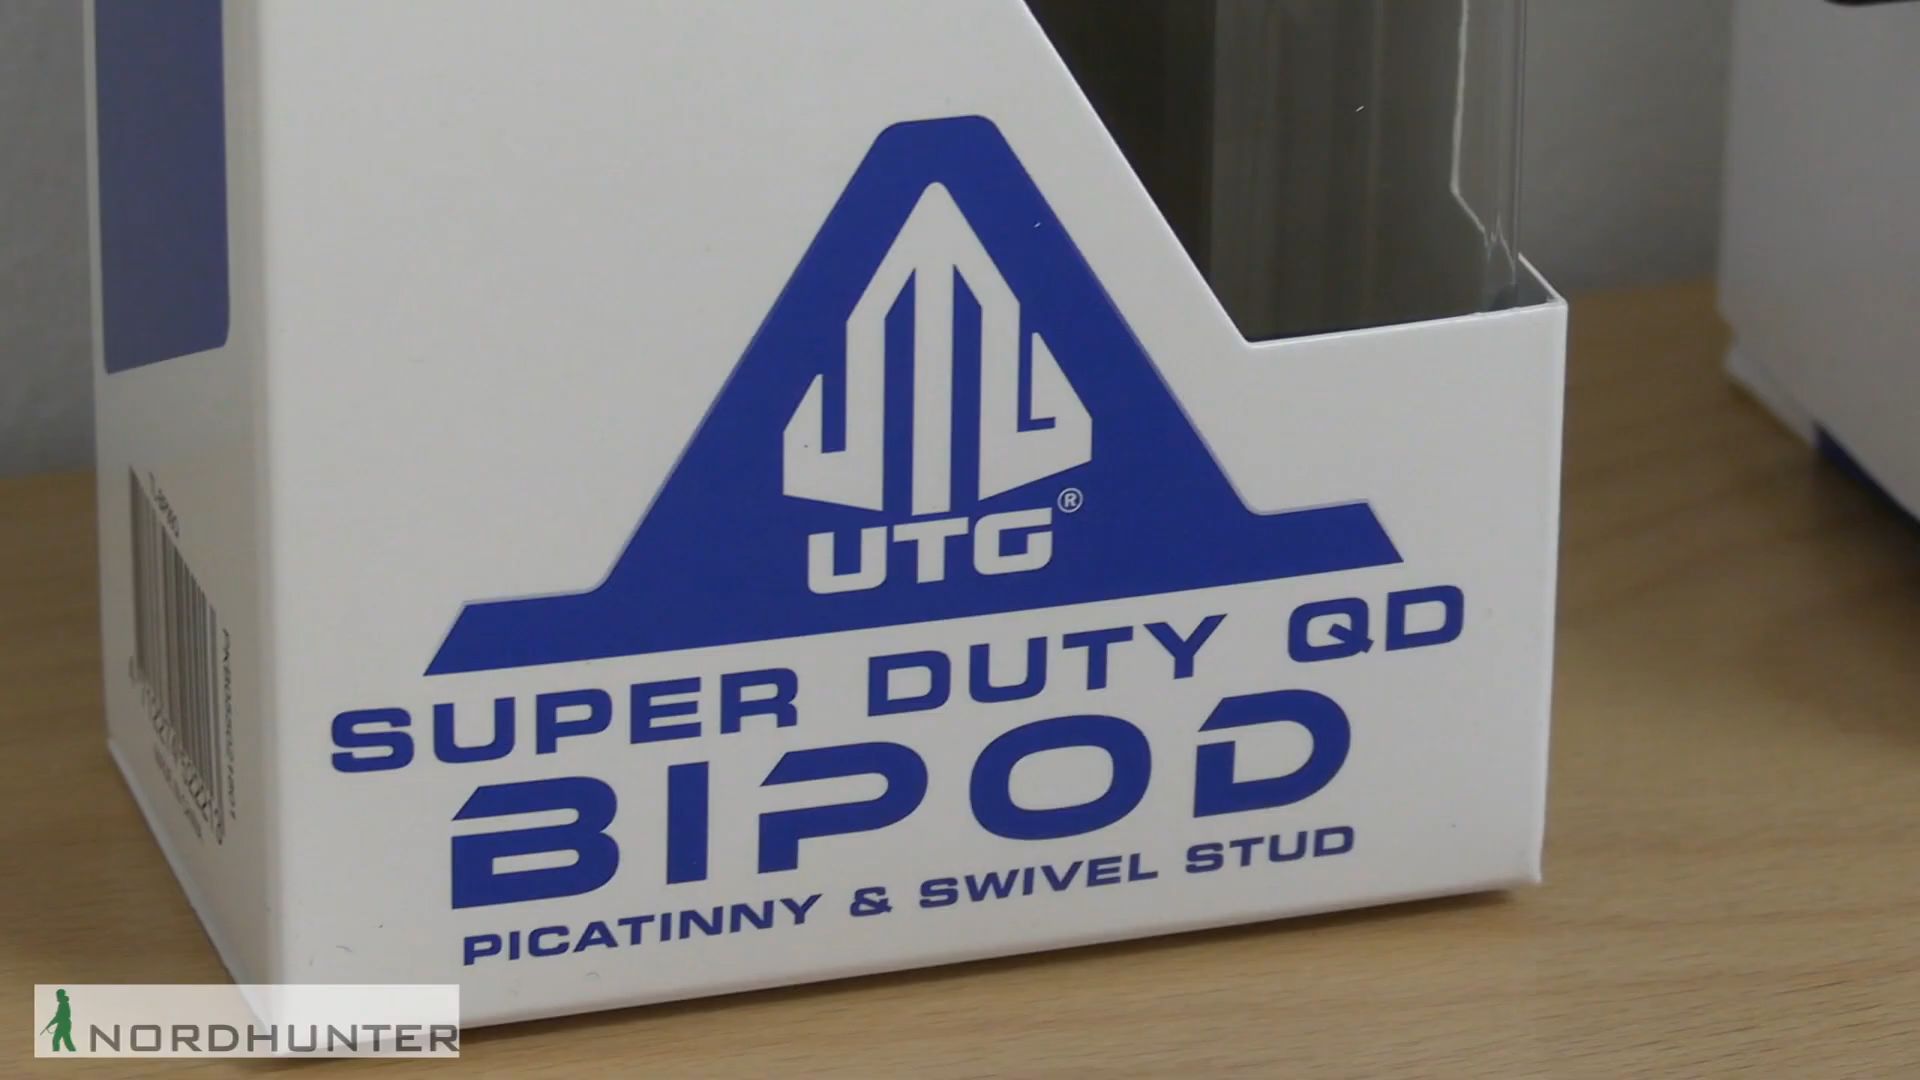 UTG®
SUPER DUTY QD
BIPOD
PICATINNY & SWIVEL STUD
NORDHUNTER